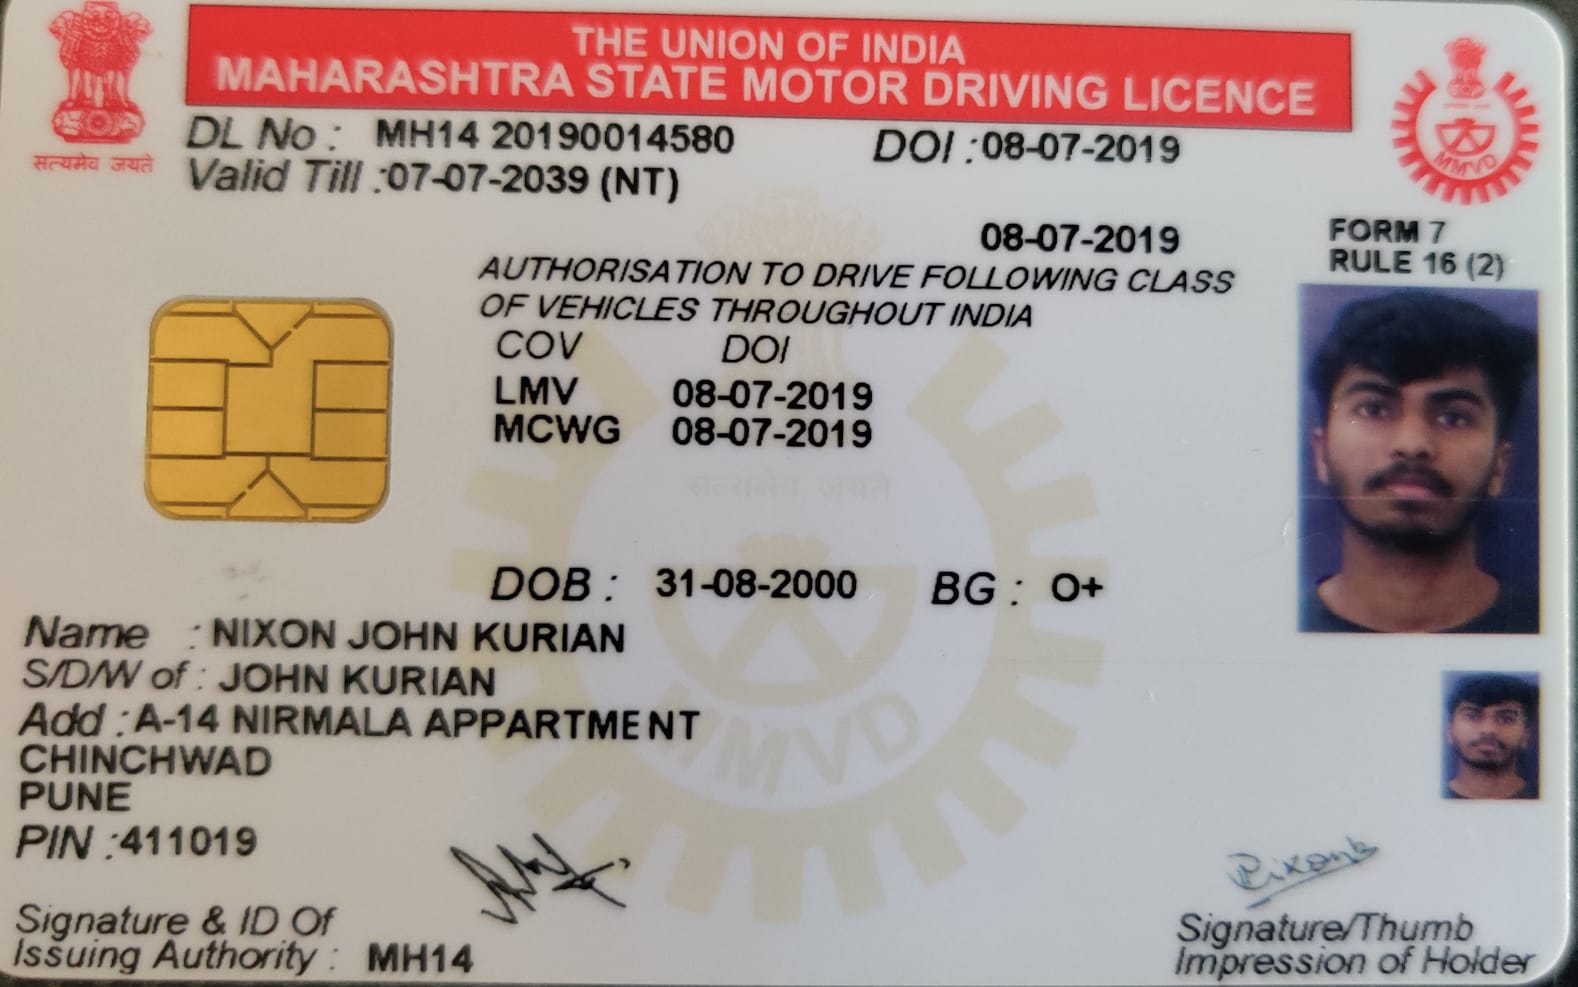 THE UNION OF INDIA
MAHARASHTRA STATE MOTOR DRIVING LICENCE
सत्यमेव जयते
MMVD
DL No : MH14 20190014580 DOI : 08-07-2019
Valid Till : 07-07-2039 (NT)
08-07-2019
FORM 7
RULE 16 (2)
AUTHORISATION TO DRIVE FOLLOWING CLASS
OF VEHICLES THROUGHOUT INDIA
COV DOI
LMV 08-07-2019
MCWG 08-07-2019
सत्यमेव जयते
DOB : 31-08-2000 BG : O+
Name : NIXON JOHN KURIAN
S/D/W of : JOHN KURIAN
Add : A-14 NIRMALA APPARTMENT
CHINCHWAD
PUNE
PIN : 411019
MMVD
Signature & ID Of
Issuing Authority : MH14
Signature/Thumb
Impression of Holder